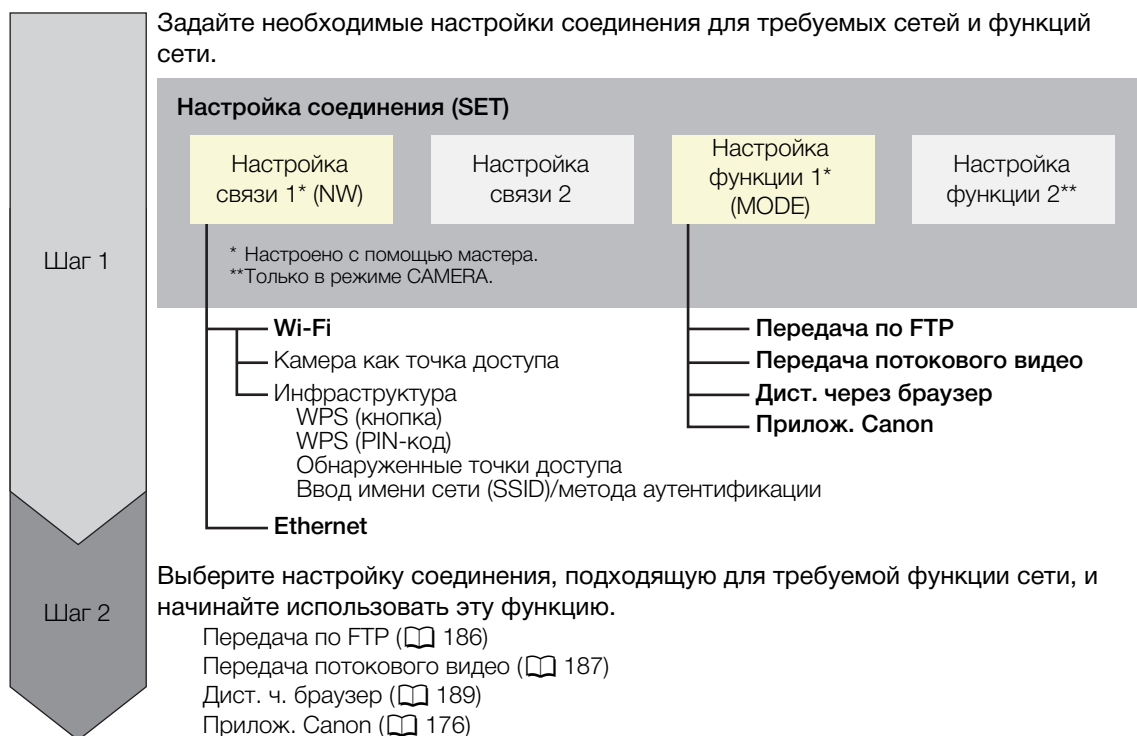 Задайте необходимые настройки соединения для требуемых сетей и функций
сети.
Настройка соединения (SET)
Настройка
связи 1* (NW)
Настройка
связи 2
Настройка
функции 1*
(MODE)
Настройка
функции 2**
* Настроено с помощью мастера.
**Только в режиме CAMERA.
Шаг 1
Wi-Fi
Камера как точка доступа
Инфраструктура
WPS (кнопка)
WPS (PIN-код)
Обнаруженные точки доступа
Ввод имени сети (SSID)/метода аутентификации
Ethernet
Передача по FTP
Передача потокового видео
Дист. через браузер
Прилож. Canon
Шаг 2
Выберите настройку соединения, подходящую для требуемой функции сети, и
начинайте использовать эту функцию.
Передача по FTP (📖 186)
Передача потокового видео (📖 187)
Дист. ч. браузер (📖 189)
Прилож. Canon (📖 176)